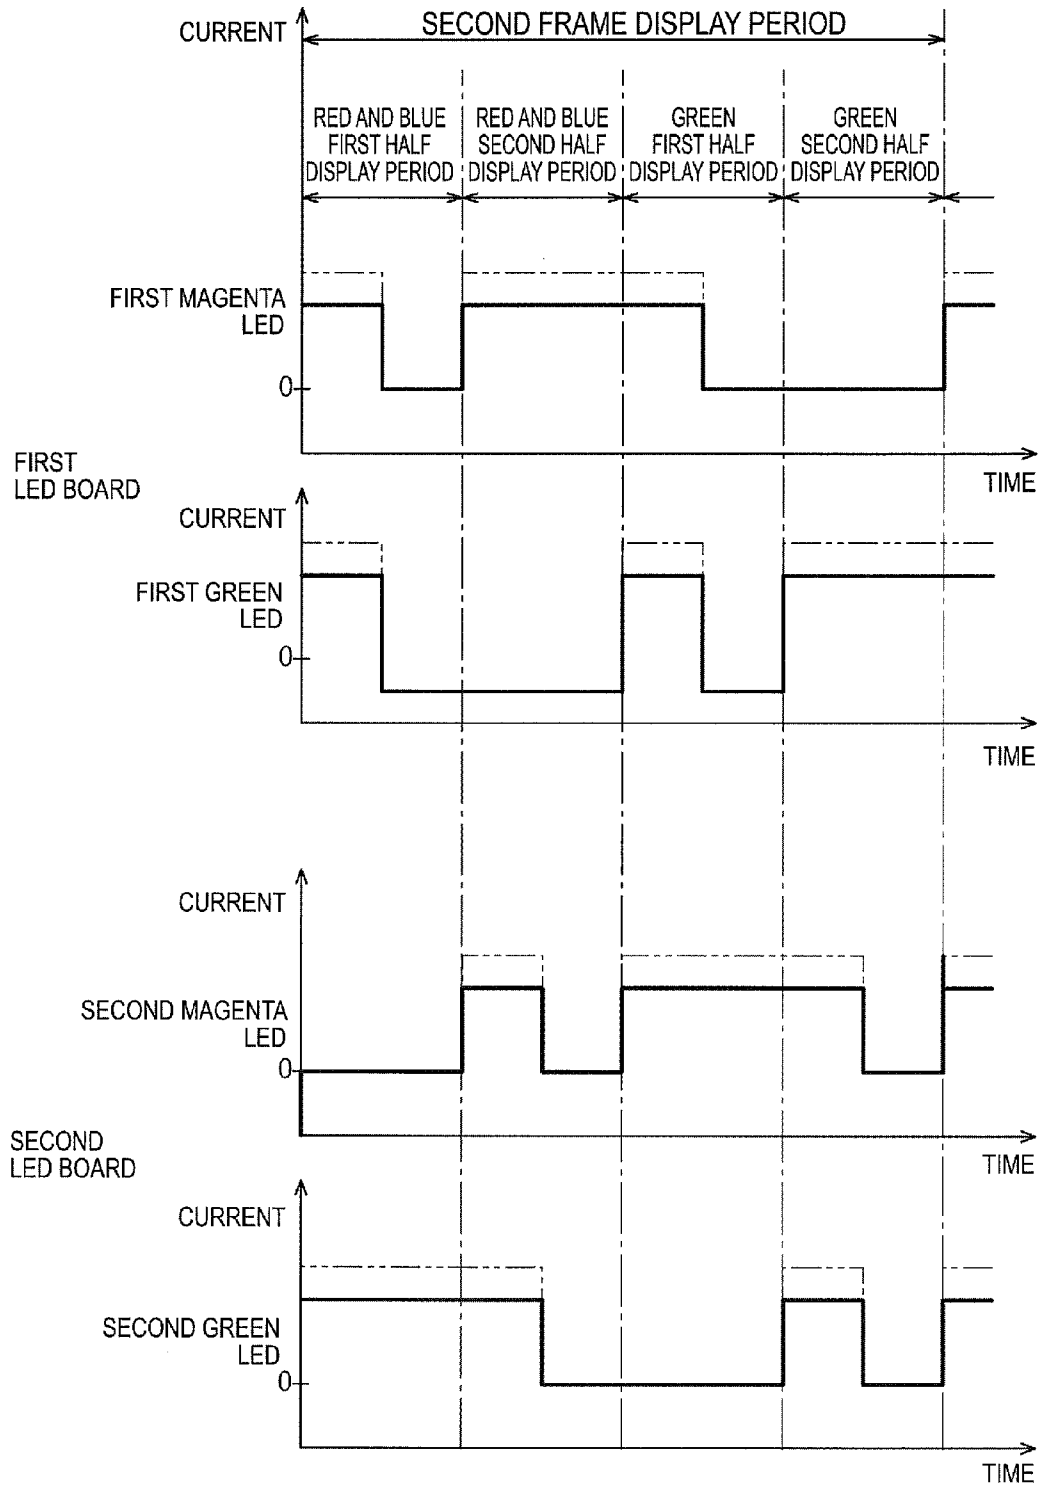 CURRENT
SECOND FRAME DISPLAY PERIOD
RED AND BLUE
FIRST HALF
DISPLAY PERIOD
RED AND BLUE
SECOND HALF
DISPLAY PERIOD
GREEN
FIRST HALF
DISPLAY PERIOD
GREEN
SECOND HALF
DISPLAY PERIOD
FIRST MAGENTA
LED
0
TIME
FIRST
LED BOARD
CURRENT
FIRST GREEN
LED
0
TIME
CURRENT
SECOND MAGENTA
LED
0
TIME
SECOND
LED BOARD
CURRENT
SECOND GREEN
LED
0
TIME